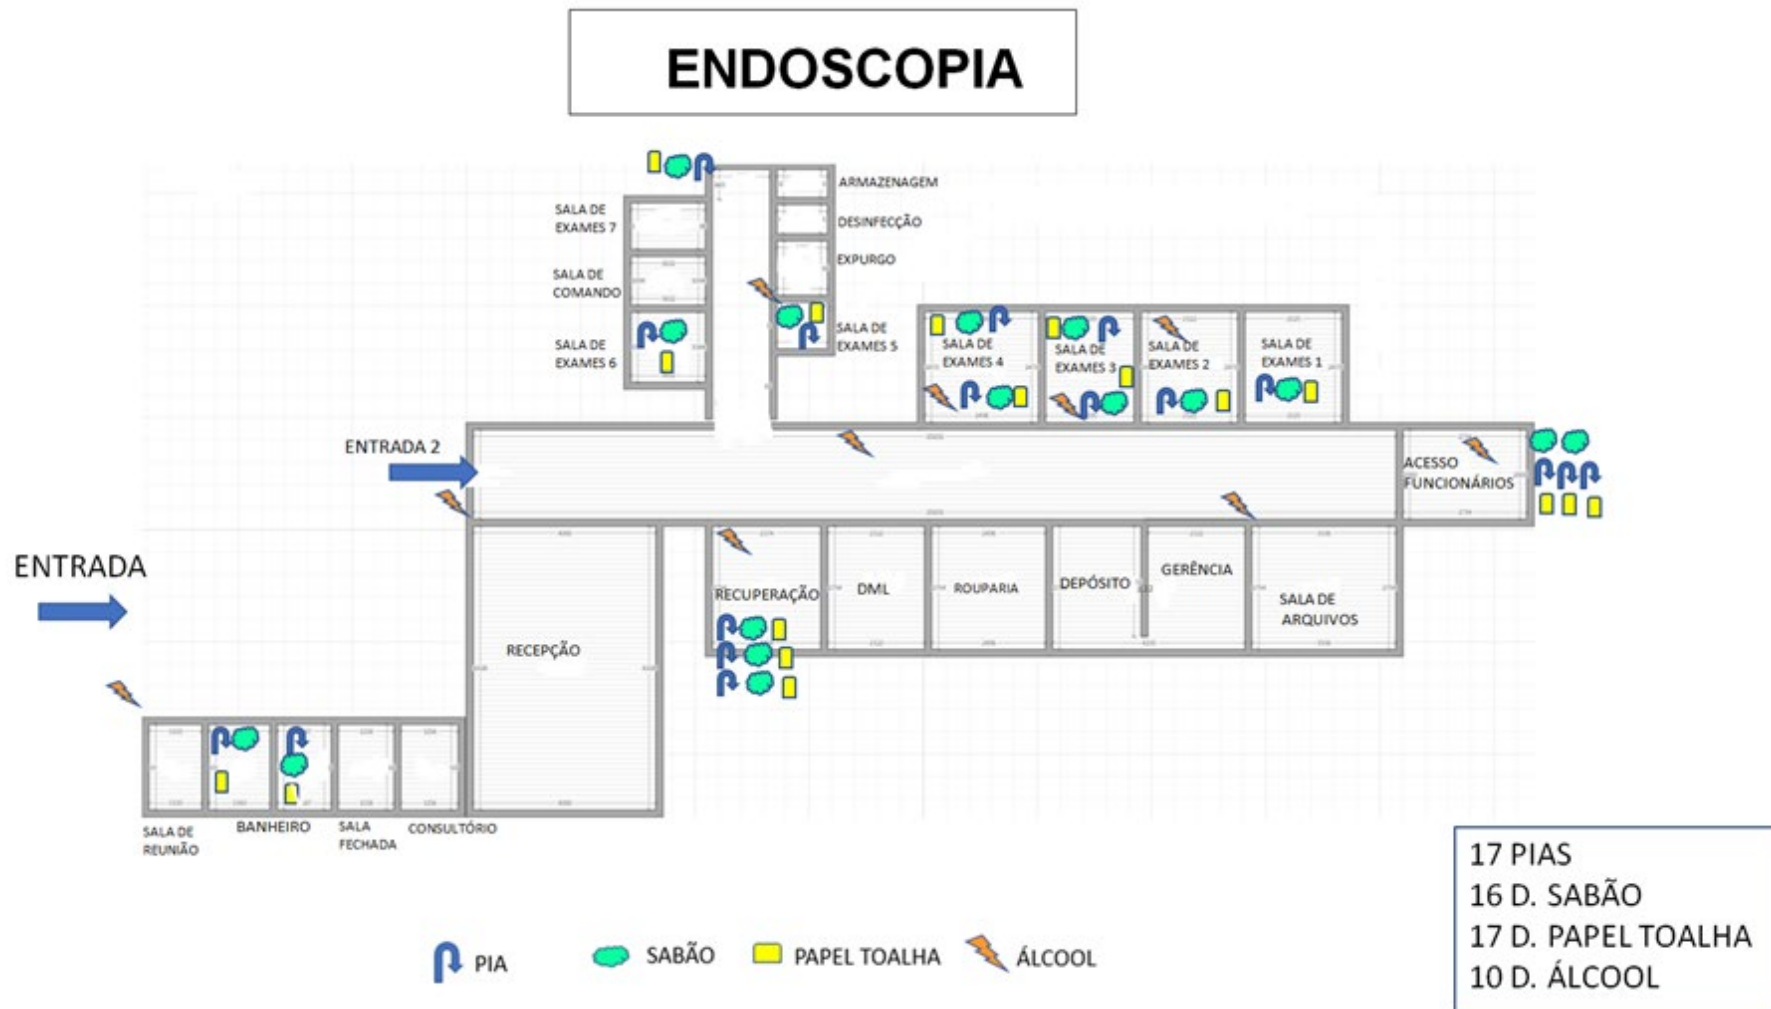 ENDOSCOPIA
ARMAZENAGEM
SALA DE
EXAMES 7
DESINFECÇÃO
EXPURGO
SALA DE
COMANDO
SALA DE
EXAMES 5
SALA DE
EXAMES 6
SALA DE
EXAMES 4
SALA DE
EXAMES 3
SALA DE
EXAMES 2
SALA DE
EXAMES 1
ENTRADA 2
ACESSO
FUNCIONÁRIOS
ENTRADA
RECUPERAÇÃO
DML
ROUPARIA
DEPÓSITO
GERÊNCIA
SALA DE
ARQUIVOS
RECEPÇÃO
SALA DE
REUNIÃO
BANHEIRO
SALA
FECHADA
CONSULTÓRIO
17 PIAS
16 D. SABÃO
17 D. PAPEL TOALHA
10 D. ÁLCOOL
PIA
SABÃO
PAPEL TOALHA
ÁLCOOL